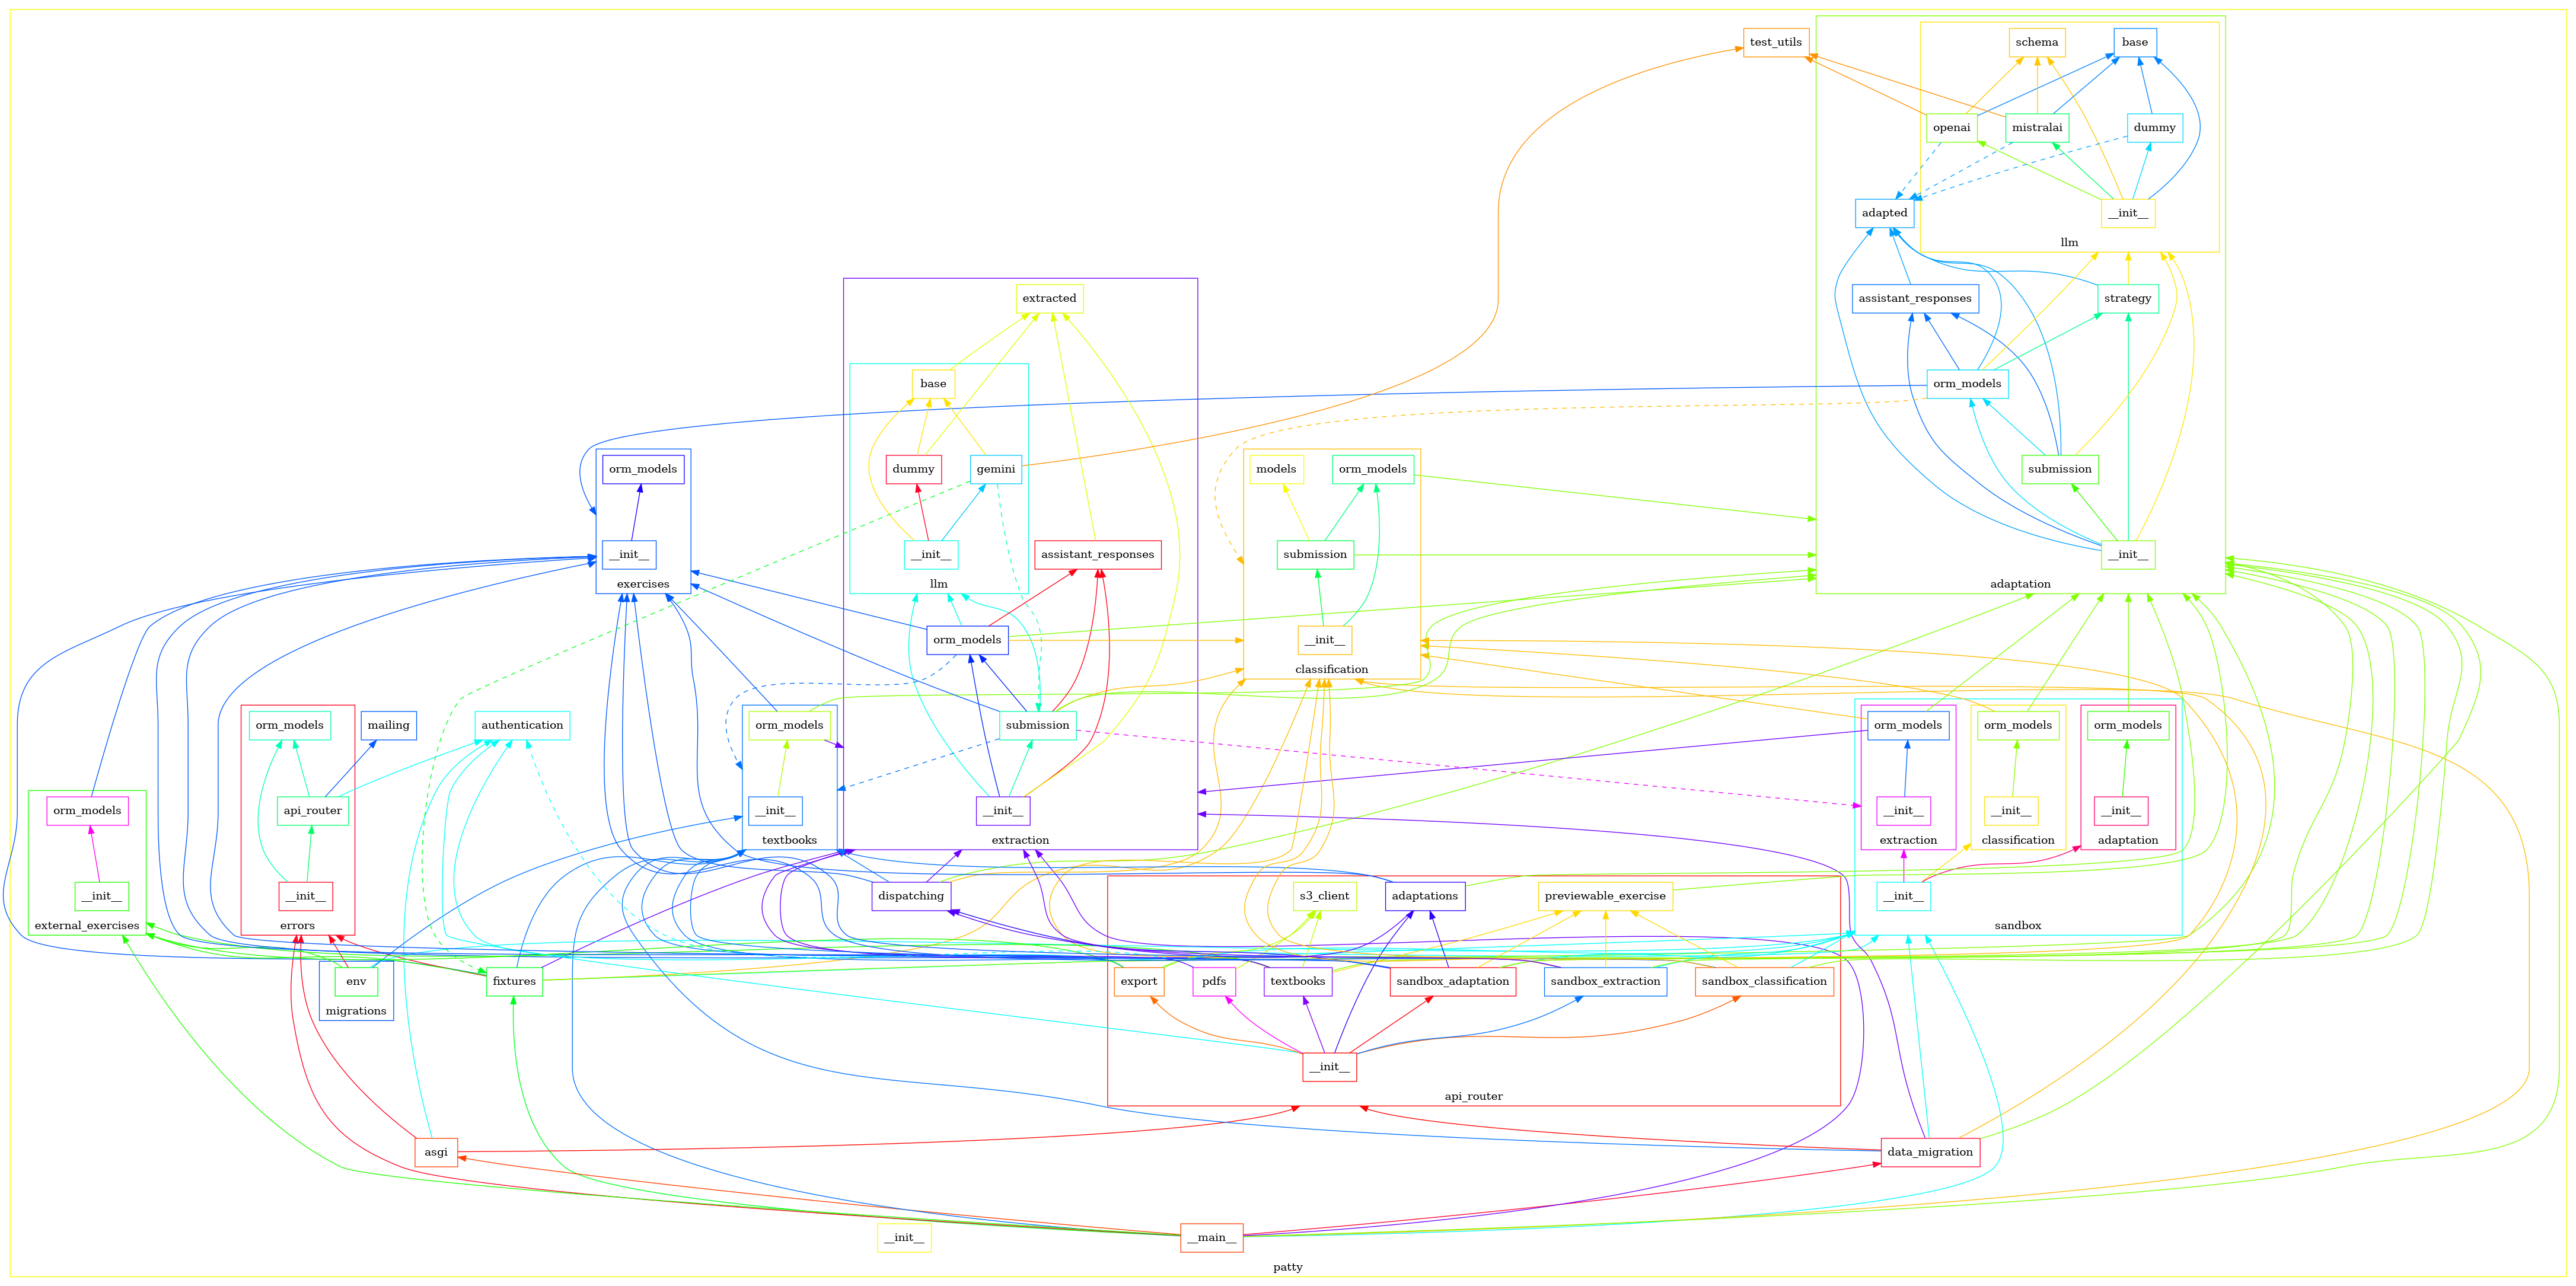 test_utils
schema
base
openai
mistralai
dummy
adapted
__init__
llm
extracted
assistant_responses
strategy
base
orm_models
orm_models
dummy
gemini
models
orm_models
submission
__init__
__init__
assistant_responses
submission
__init__
exercises
llm
adaptation
orm_models
__init__
classification
orm_models
mailing
authentication
orm_models
submission
orm_models
orm_models
orm_models
orm_models
api_router
__init__
__init__
__init__
__init__
__init__
textbooks
extraction
extraction
classification
adaptation
__init__
__init__
dispatching
s3_client
adaptations
previewable_exercise
__init__
external_exercises
errors
sandbox
env
fixtures
export
pdfs
textbooks
sandbox_adaptation
sandbox_extraction
sandbox_classification
migrations
__init__
api_router
asgi
data_migration
__init__
__main__
patty